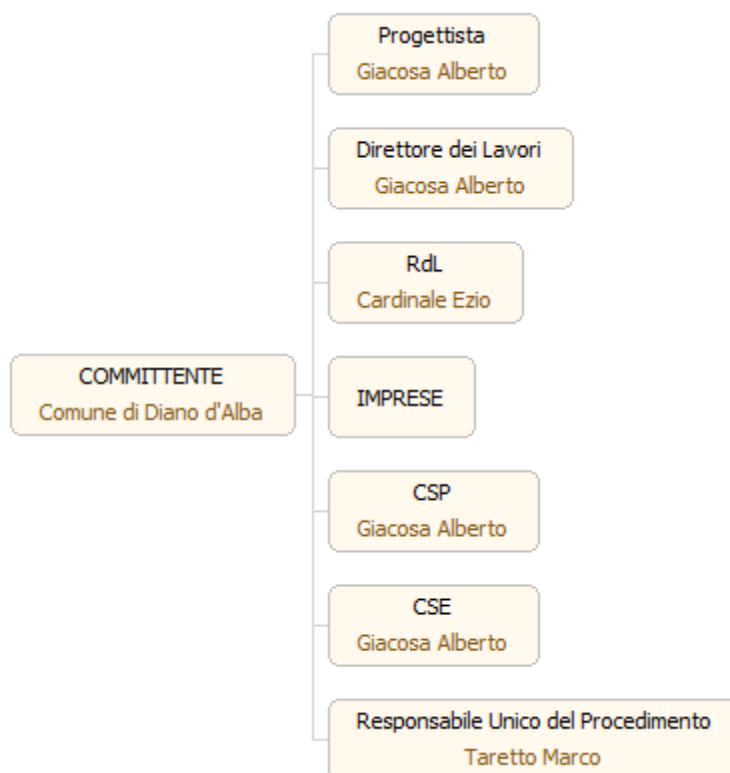 Progettista
Giacosa Alberto
Direttore dei Lavori
Giacosa Alberto
RdL
Cardinale Ezio
COMMITTENTE
Comune di Diano d'Alba
IMPRESE
CSP
Giacosa Alberto
CSE
Giacosa Alberto
Responsabile Unico del Procedimento
Taretto Marco